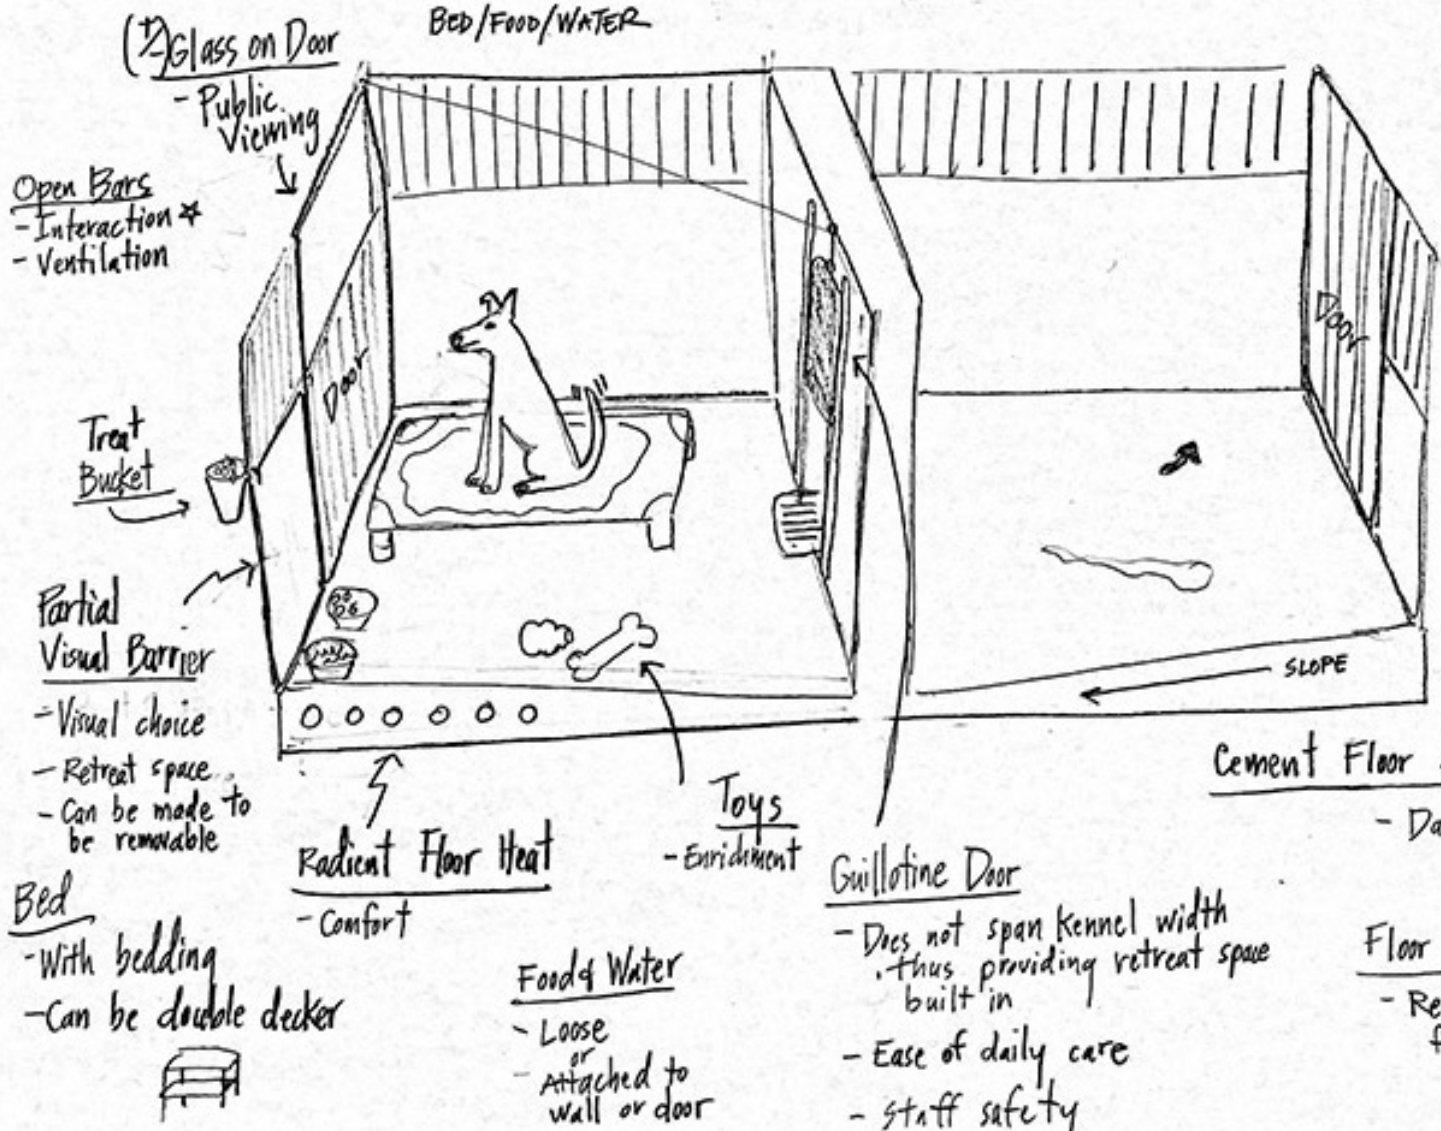 BED/FOOD/WATER
(+/-) Glass on Door
- Public
Viewing
Open Bars
- Interaction ☆
- Ventilation
Door
Door
Treat
Bucket
Partial
Visual Barrier
- Visual choice
- Retreat space
- Can be made to
be removable
SLOPE
Radient Floor Heat
- Comfort
Toys
- Enrichment
Cement Floor
- Da
Bed
- With bedding
- Can be double decker
Food & Water
- Loose
or
- Attached to
wall or door
Guillotine Door
- Does not span kennel width
thus providing retreat space
built in
- Ease of daily care
- Staff safety
Floor
- Re
f